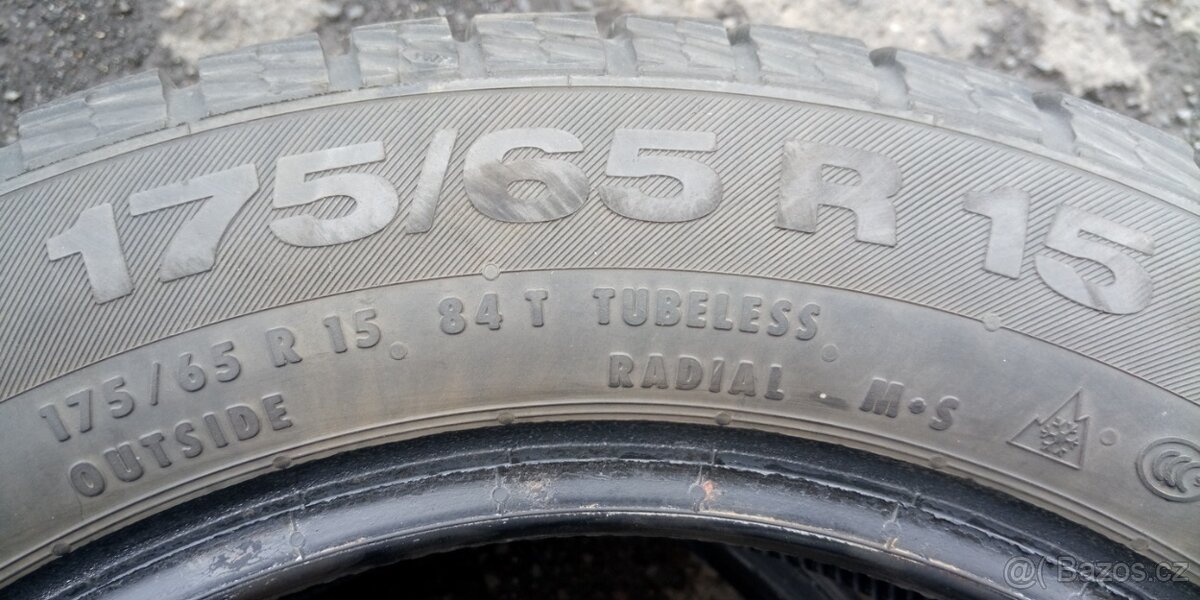 175/65 R 15
175/65 R 15 84 T TUBELESS
OUTSIDE RADIAL M•S
@( Bazos.cz